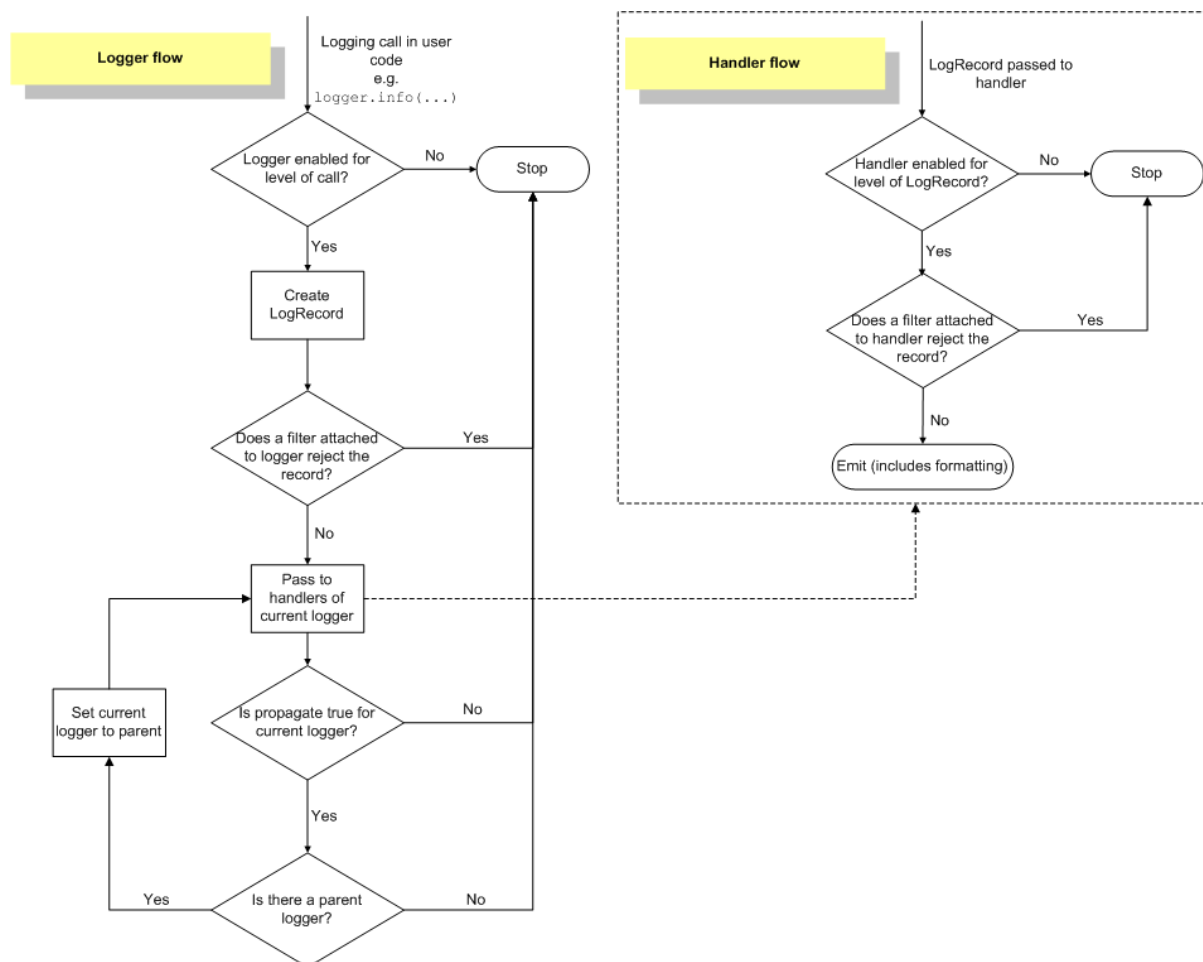 Logger flow
Logging call in user
code
e.g.
logger.info(...)
Logger enabled for
level of call?
No
Stop
Yes
Create
LogRecord
Does a filter attached
to logger reject the
record?
Yes
No
Pass to
handlers of
current logger
Set current
logger to parent
Is propagate true for
current logger?
No
Yes
Is there a parent
logger?
Yes
No
Handler flow
LogRecord passed to
handler
Handler enabled for
level of LogRecord?
No
Stop
Yes
Does a filter attached
to handler reject the
record?
Yes
No
Emit (includes formatting)